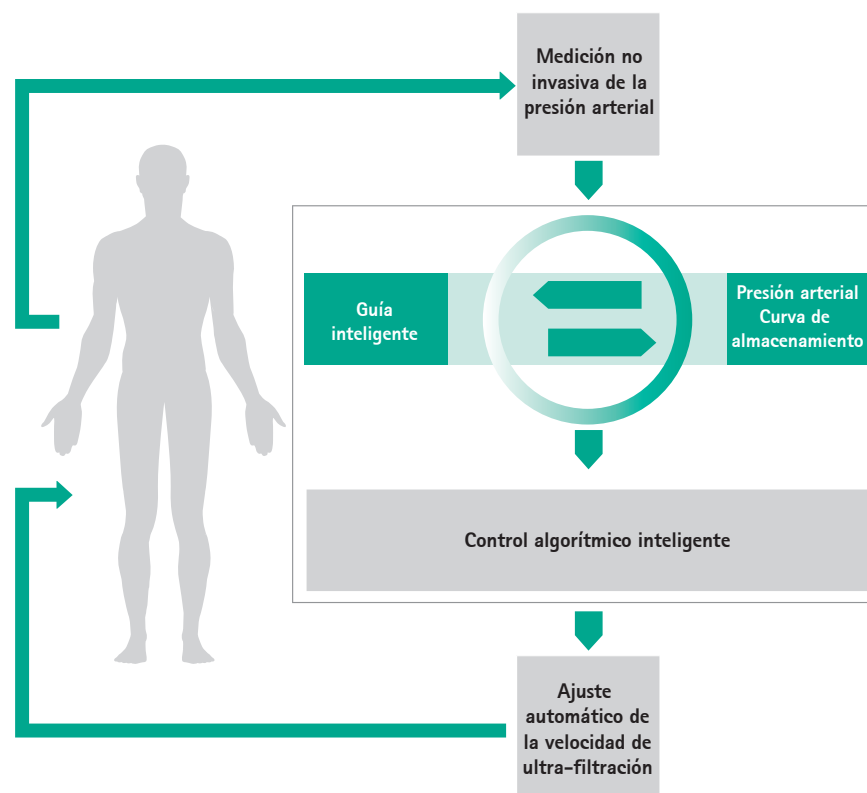 Medición no
invasiva de la
presión arterial
Guía
inteligente
Presión arterial
Curva de
almacenamiento
Control algorítmico inteligente
Ajuste
automático de
la velocidad de
ultra-filtración